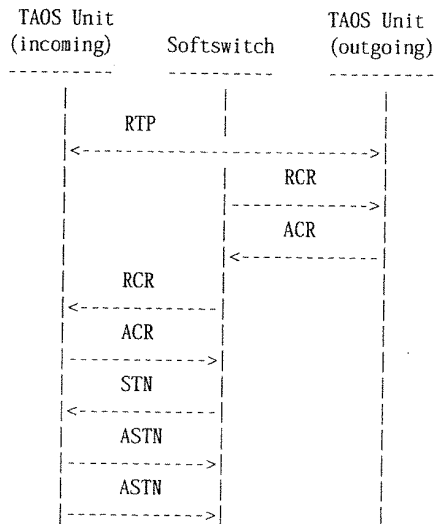 TAOS Unit TAOS Unit
(incoming) Softswitch (outgoing)
RTP
RCR
ACR
RCR
ACR
STN
ASTN
ASTN